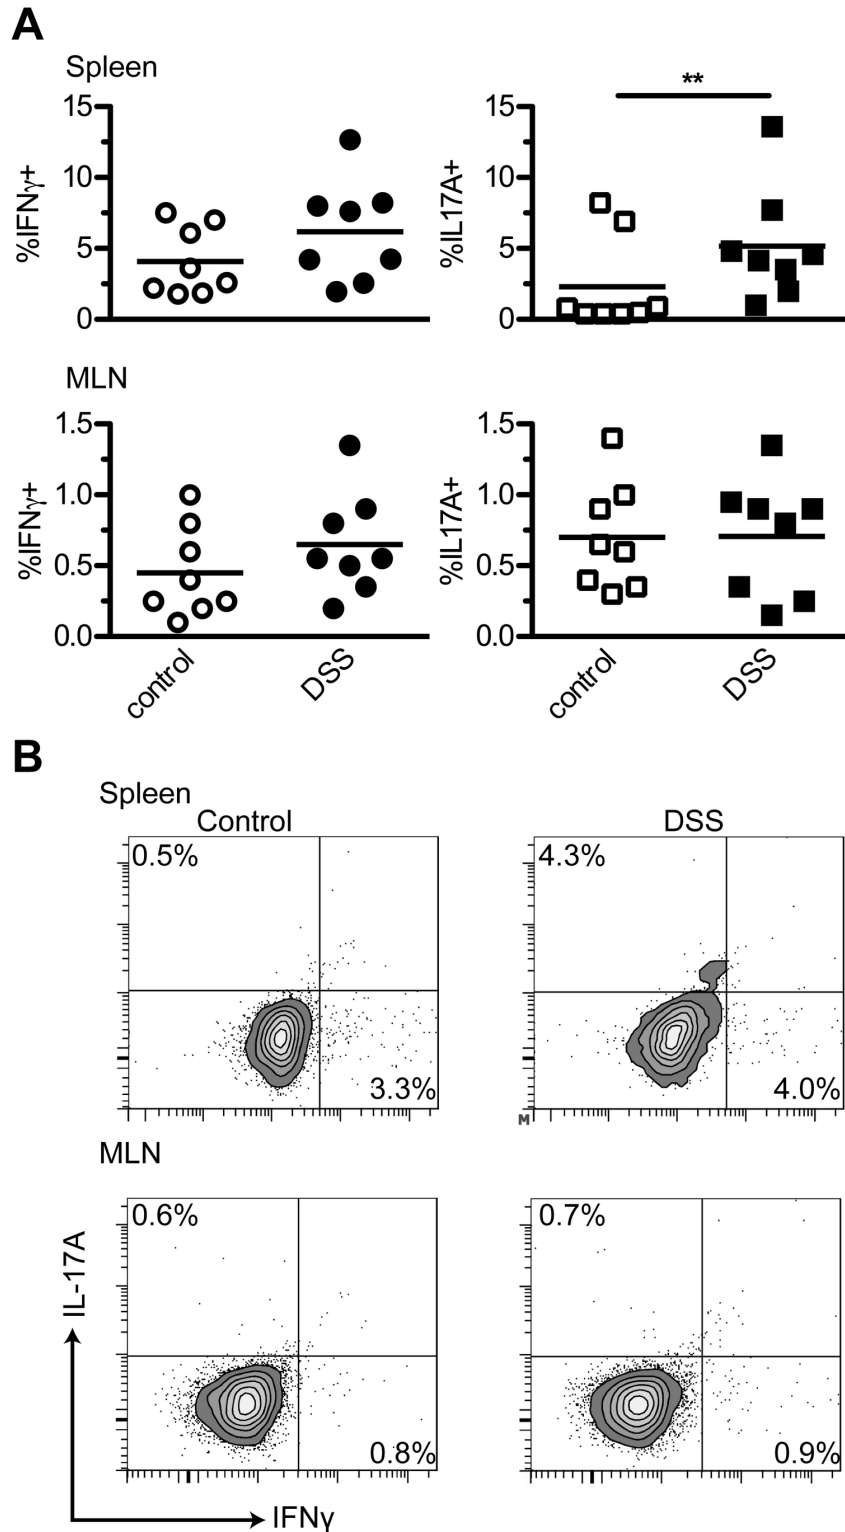 A
Spleen
15
10
5
0
%IFNγ+
**
15
10
5
0
%IL17A+
MLN
1.5
1.0
0.5
0.0
%IFNγ+
control
DSS
1.5
1.0
0.5
0.0
%IL17A+
control
DSS
B
Spleen
Control
DSS
0.5%
3.3%
4.3%
4.0%
M
MLN
0.6%
0.8%
0.7%
0.9%
IL-17A
IFNγ